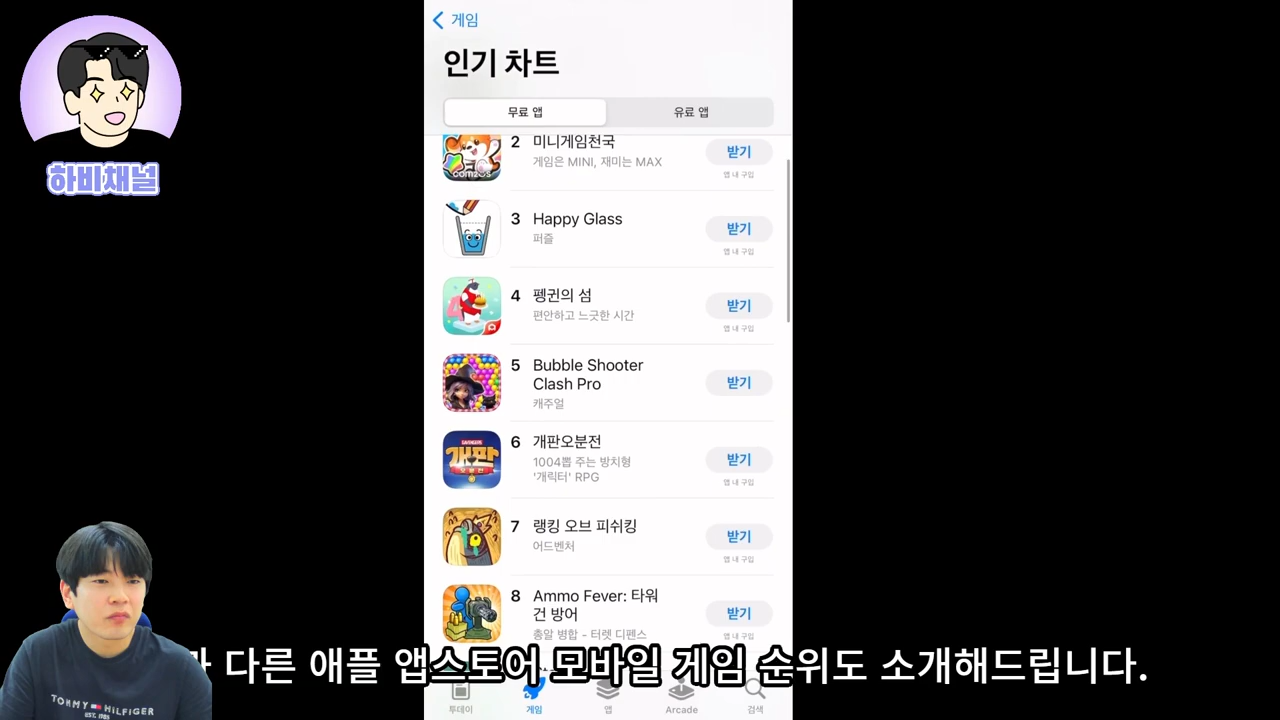 게임
인기 차트
무료 앱
유료 앱
하비채널
com2us
2 미니게임천국
게임은 MINI, 재미는 MAX
받기
앱 내 구입
3 Happy Glass
퍼즐
받기
앱 내 구입
4 펭귄의 섬
편안하고 느긋한 시간
받기
앱 내 구입
5 Bubble Shooter
Clash Pro
캐주얼
받기
6 개판오분전
1004뽑 주는 방치형
'개릭터' RPG
받기
앱 내 구입
개판
7 랭킹 오브 피쉬킹
어드벤처
받기
앱 내 구입
8 Ammo Fever: 타워
건 방어
총알 병합 - 터렛 디펜스
받기
앱 내 구입
다른 애플 앱스토어 모바일 게임 순위도 소개해드립니다.
TOMMY HILFIGER
EST. 1985
투데이
게임
앱
Arcade
검색